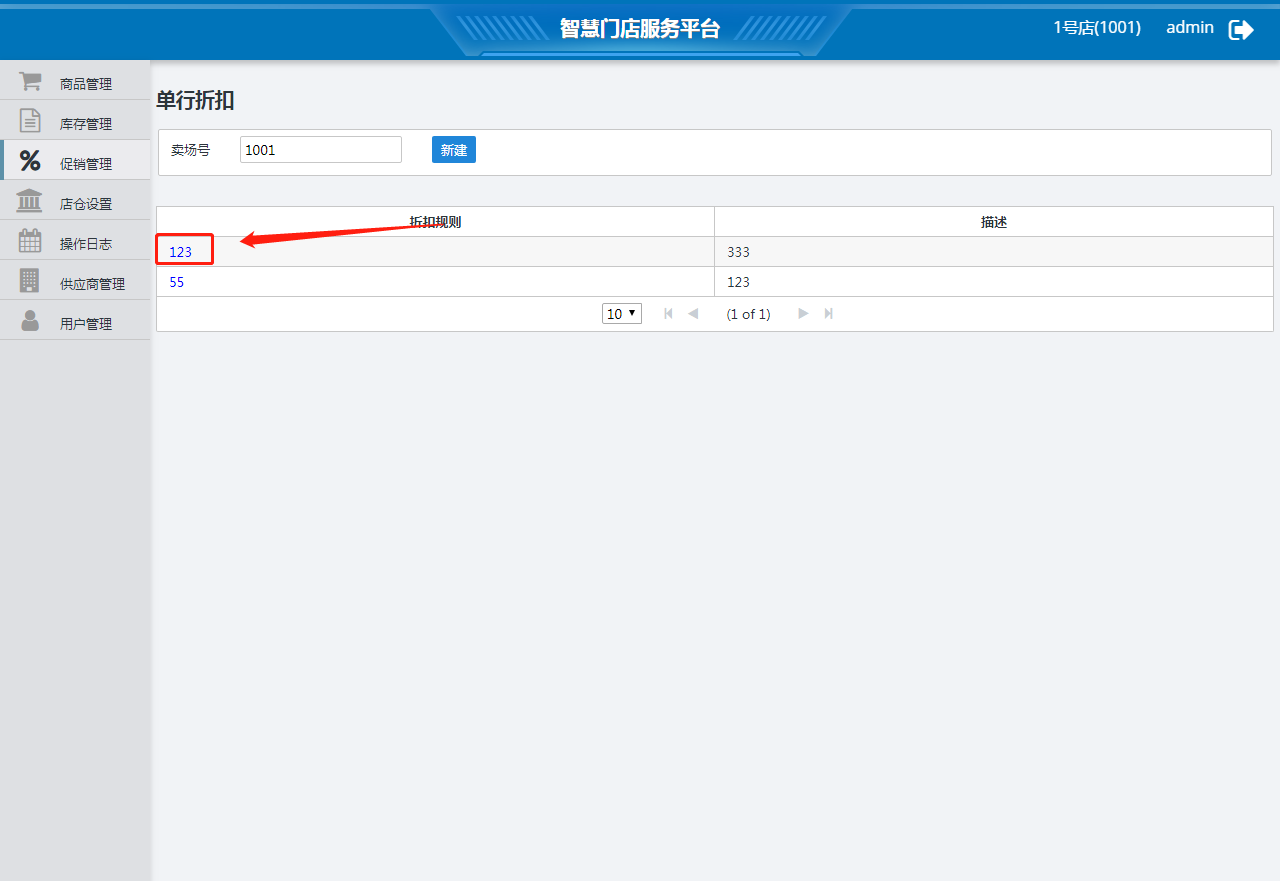 智慧门店服务平台
1号店(1001) admin
商品管理
库存管理
促销管理
店仓设置
操作日志
供应商管理
用户管理
单行折扣
卖场号 1001 新建
折扣规则 描述
123 333
55 123
10 (1 of 1)